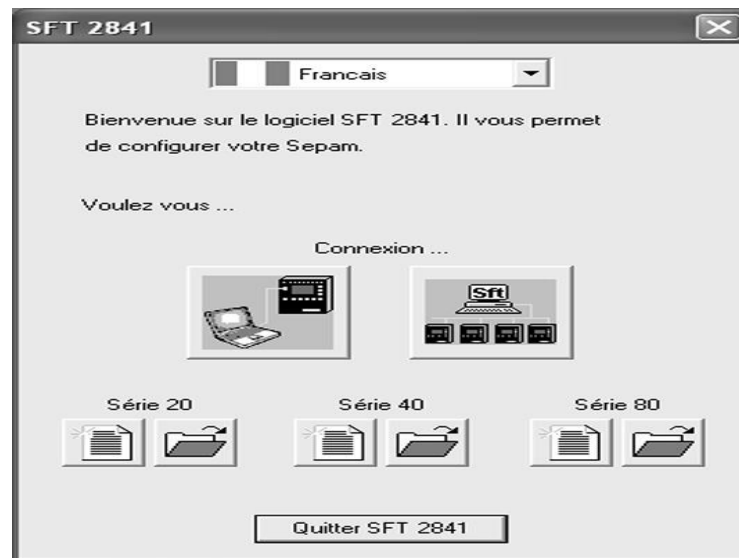 SFT 2841
Francais
Bienvenue sur le logiciel SFT 2841. Il vous permet
de configurer votre Sepam.
Voulez vous ...
Connexion ...
Sft
Série 20 Série 40 Série 80
Quitter SFT 2841